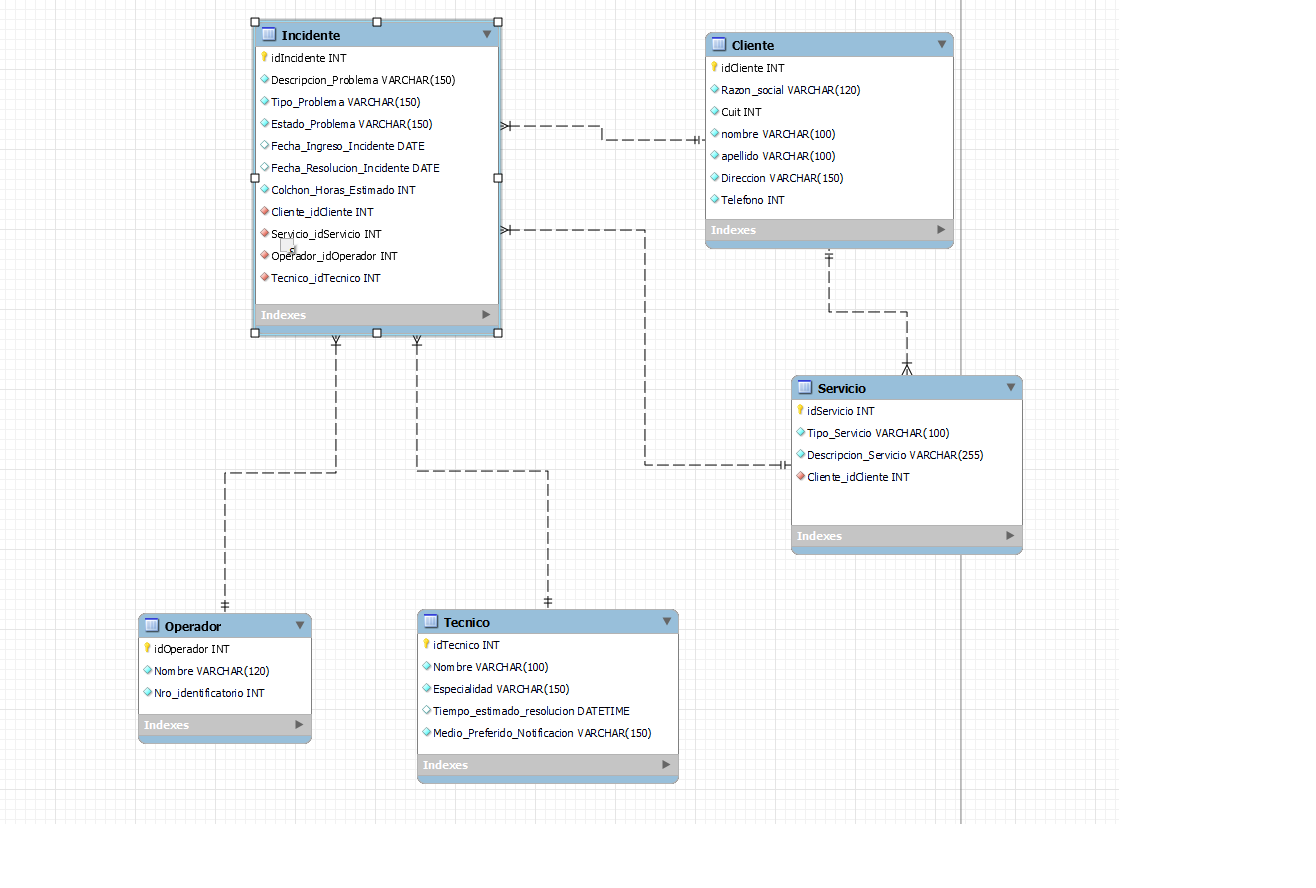 Incidente
idIncidente INT
Descripcion_Problema VARCHAR(150)
Tipo_Problema VARCHAR(150)
Estado_Problema VARCHAR(150)
Fecha_Ingreso_Incidente DATE
Fecha_Resolucion_Incidente DATE
Colchon_Horas_Estimado INT
Cliente_idCliente INT
Servicio_idServicio INT
Operador_idOperador INT
Tecnico_idTecnico INT
Indexes
Cliente
idCliente INT
Razon_social VARCHAR(120)
Cuit INT
nombre VARCHAR(100)
apellido VARCHAR(100)
Direccion VARCHAR(150)
Telefono INT
Indexes
Servicio
idServicio INT
Tipo_Servicio VARCHAR(100)
Descripcion_Servicio VARCHAR(255)
Cliente_idCliente INT
Indexes
Operador
idOperador INT
Nombre VARCHAR(120)
Nro_identificatorio INT
Indexes
Tecnico
idTecnico INT
Nombre VARCHAR(100)
Especialidad VARCHAR(150)
Tiempo_estimado_resolucion DATETIME
Medio_Preferido_Notificacion VARCHAR(150)
Indexes